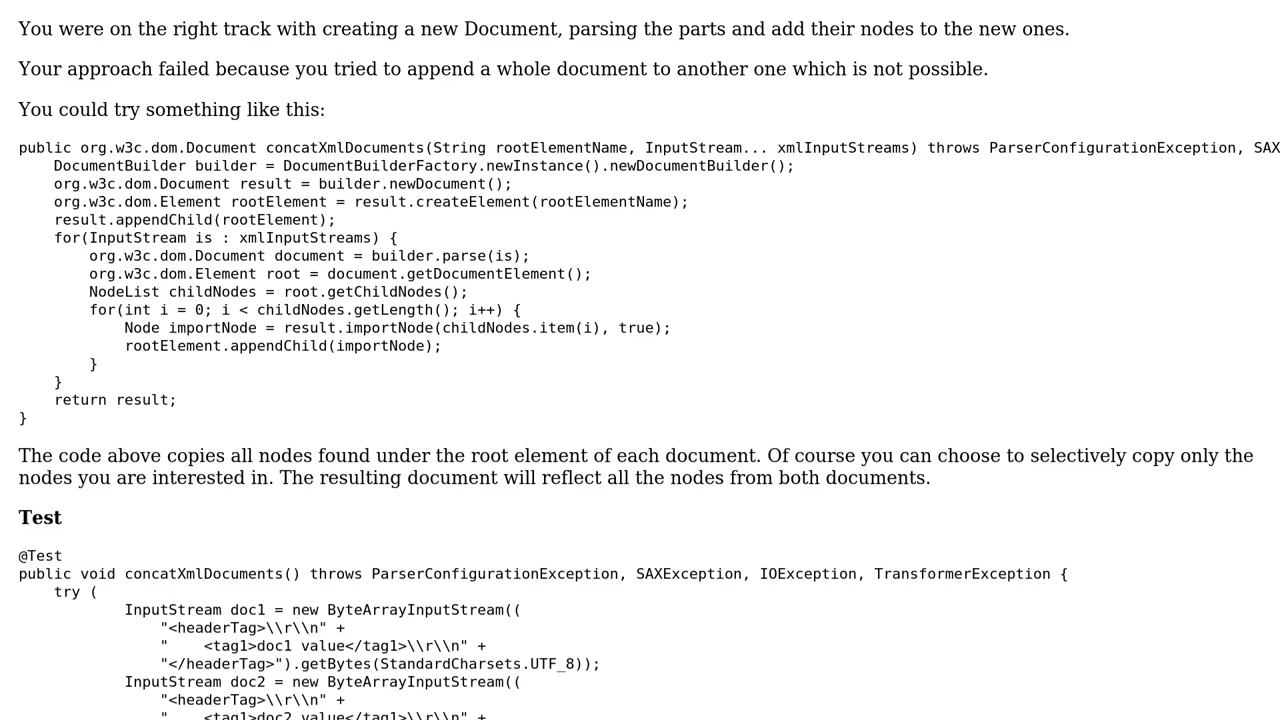 You were on the right track with creating a new Document, parsing the parts and add their nodes to the new ones.
Your approach failed because you tried to append a whole document to another one which is not possible.
You could try something like this:
public org.w3c.dom.Document concatXmlDocuments(String rootElementName, InputStream... xmlInputStreams) throws ParserConfigurationException, SAX
    DocumentBuilder builder = DocumentBuilderFactory.newInstance().newDocumentBuilder();
    org.w3c.dom.Document result = builder.newDocument();
    org.w3c.dom.Element rootElement = result.createElement(rootElementName);
    result.appendChild(rootElement);
    for(InputStream is : xmlInputStreams) {
        org.w3c.dom.Document document = builder.parse(is);
        org.w3c.dom.Element root = document.getDocumentElement();
        NodeList childNodes = root.getChildNodes();
        for(int i = 0; i < childNodes.getLength(); i++) {
            Node importNode = result.importNode(childNodes.item(i), true);
            rootElement.appendChild(importNode);
        }
    }
    return result;
}
The code above copies all nodes found under the root element of each document. Of course you can choose to selectively copy only the
nodes you are interested in. The resulting document will reflect all the nodes from both documents.
Test
@Test
public void concatXmlDocuments() throws ParserConfigurationException, SAXException, IOException, TransformerException {
    try (
            InputStream doc1 = new ByteArrayInputStream((
                "<headerTag>\\r\\n" +
                "    <tag1>doc1 value</tag1>\\r\\n" +
                "</headerTag>").getBytes(StandardCharsets.UTF_8));
            InputStream doc2 = new ByteArrayInputStream((
                "<headerTag>\\r\\n" +
                "    <tag1>doc2 value</tag1>\\r\\n" +